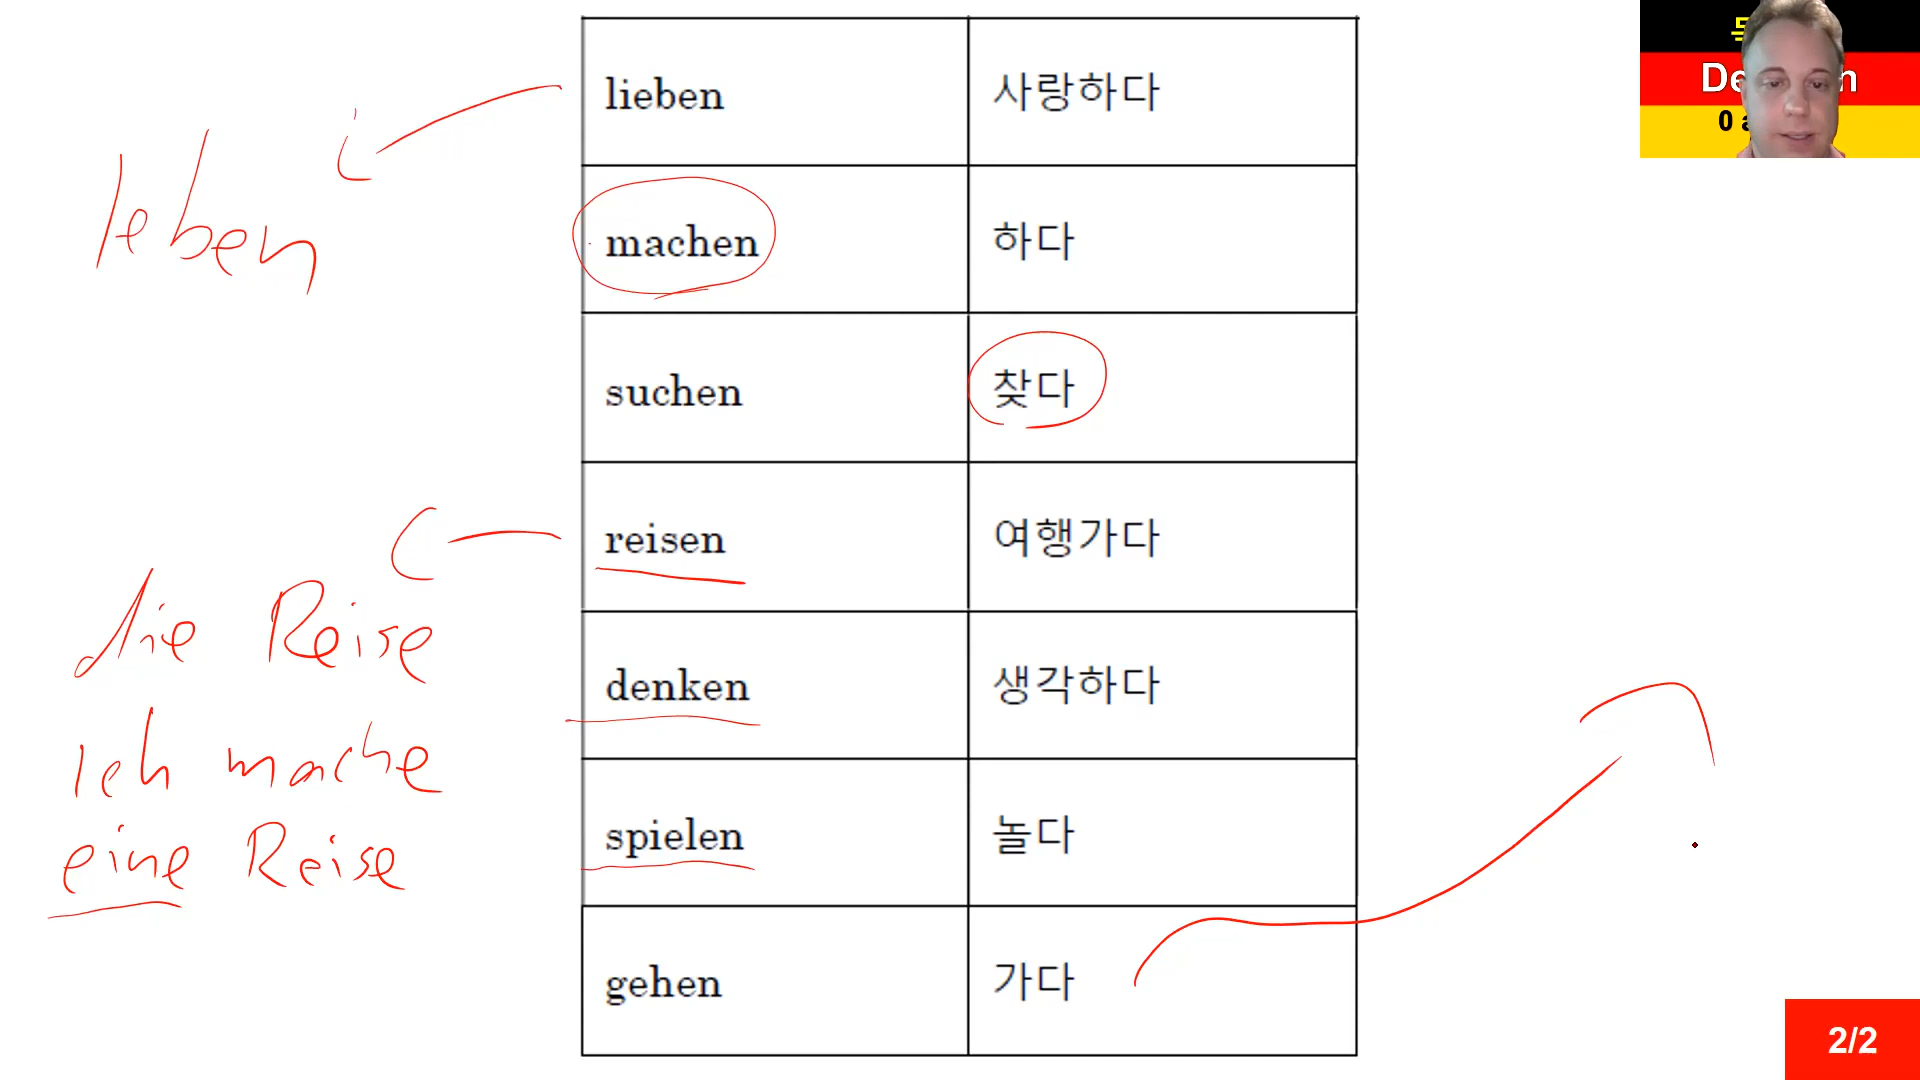 lieben 사랑하다
leben
machen 하다
suchen 찾다
reisen 여행가다
die Reise
denken 생각하다
Ich mache
eine Reise
spielen 놀다
gehen 가다
2/2